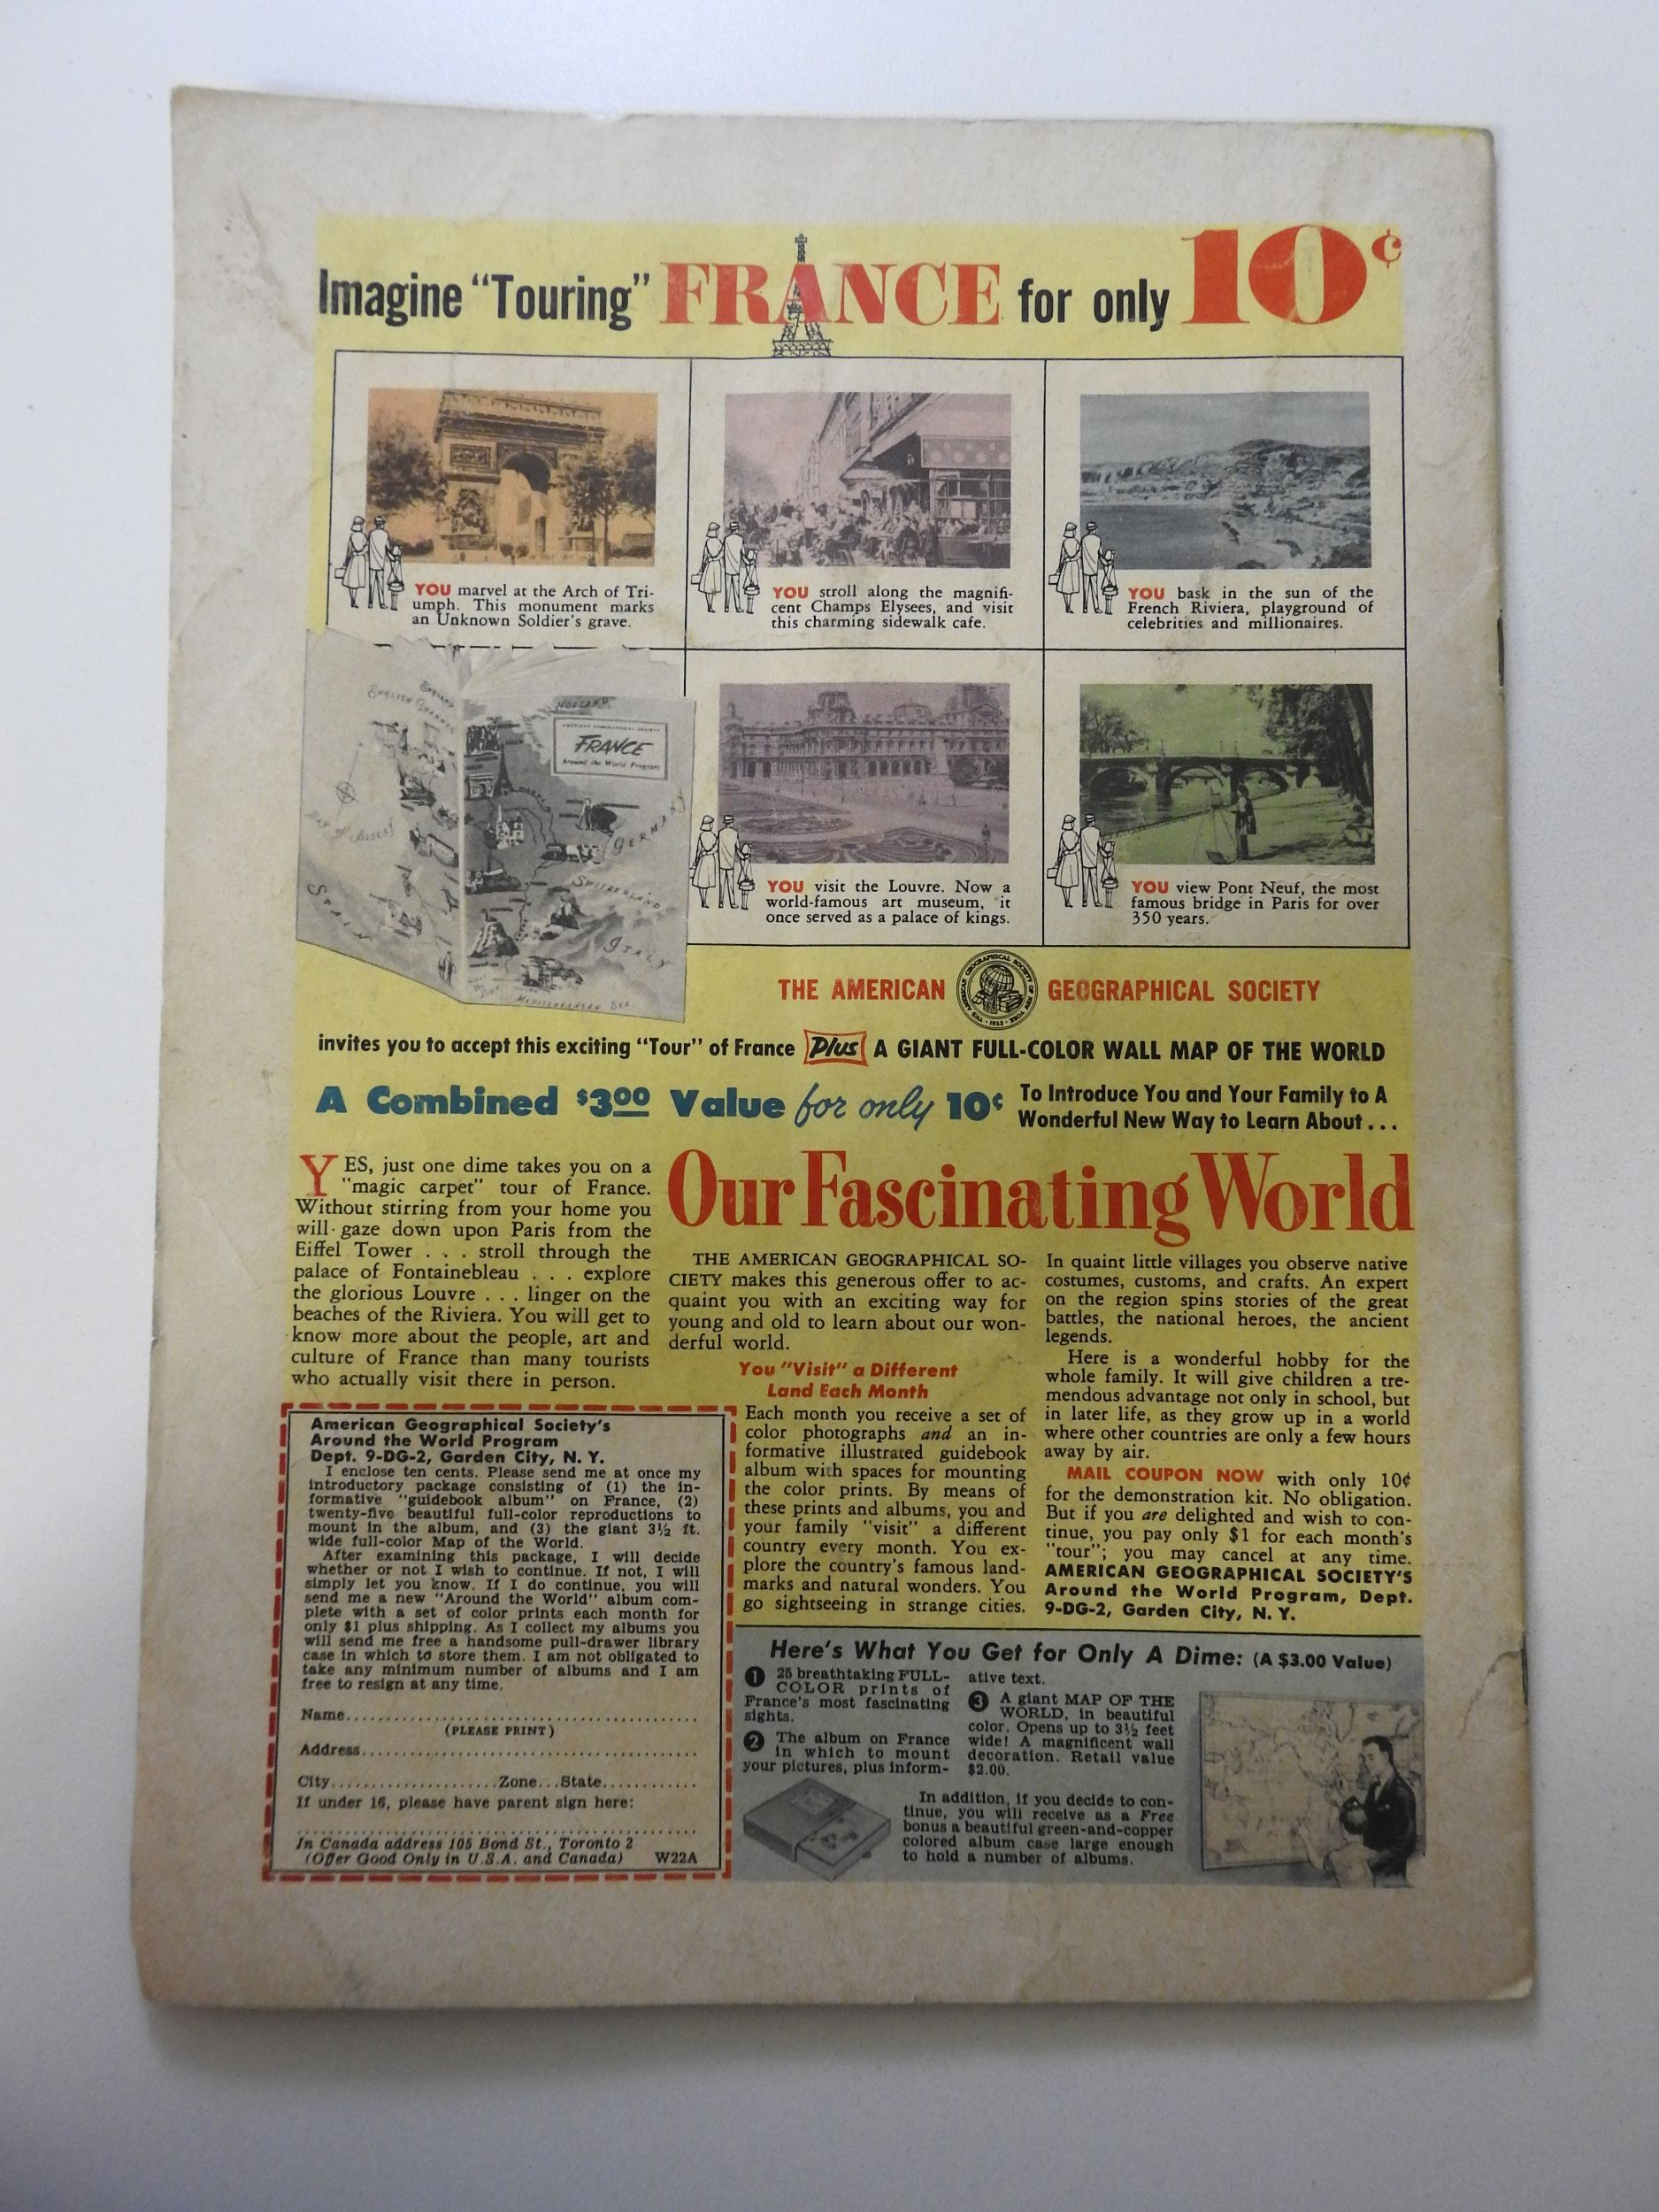 Imagine "Touring" FRANCE for only 10¢
YOU marvel at the Arch of Tri-
umph. This monument marks
an Unknown Soldier's grave.
YOU stroll along the magnifi-
cent Champs Elysees, and visit
this charming sidewalk cafe.
YOU bask in the sun of the
French Riviera, playground of
celebrities and millionaires.
ENGLISH CHANNEL
HOLLAND
AMERICAN GEOGRAPHICAL SOCIETY
FRANCE
Around the World Program
BAY OF BISCAY
GERMANY
SWITZERLAND
SPAIN
ITALY
MEDITERRANEAN SEA
YOU visit the Louvre. Now a
world-famous art museum, it
once served as a palace of kings.
YOU view Pont Neuf, the most
famous bridge in Paris for over
350 years.
THE AMERICAN GEOGRAPHICAL SOCIETY
invites you to accept this exciting "Tour" of France Plus A GIANT FULL-COLOR WALL MAP OF THE WORLD
A Combined $3.00 Value for only 10¢
To Introduce You and Your Family to A
Wonderful New Way to Learn About . . .
Our Fascinating World
YES, just one dime takes you on a
"magic carpet" tour of France.
Without stirring from your home you
will gaze down upon Paris from the
Eiffel Tower . . . stroll through the
palace of Fontainebleau . . . explore
the glorious Louvre . . . linger on the
beaches of the Riviera. You will get to
know more about the people, art and
culture of France than many tourists
who actually visit there in person.
THE AMERICAN GEOGRAPHICAL SO-
CIETY makes this generous offer to ac-
quaint you with an exciting way for
young and old to learn about our won-
derful world.
You "Visit" a Different
Land Each Month
Each month you receive a set of
color photographs and an in-
formative illustrated guidebook
album with spaces for mounting
the color prints. By means of
these prints and albums, you and
your family "visit" a different
country every month. You ex-
plore the country's famous land-
marks and natural wonders. You
go sightseeing in strange cities.
In quaint little villages you observe native
costumes, customs, and crafts. An expert
on the region spins stories of the great
battles, the national heroes, the ancient
legends.
Here is a wonderful hobby for the
whole family. It will give children a tre-
mendous advantage not only in school, but
in later life, as they grow up in a world
where other countries are only a few hours
away by air.
MAIL COUPON NOW with only 10¢
for the demonstration kit. No obligation.
But if you are delighted and wish to con-
tinue, you pay only $1 for each month's
"tour"; you may cancel at any time.
AMERICAN GEOGRAPHICAL SOCIETY'S
Around the World Program, Dept.
9-DG-2, Garden City, N. Y.
American Geographical Society's
Around the World Program
Dept. 9-DG-2, Garden City, N. Y.
I enclose ten cents. Please send me at once my
introductory package consisting of (1) the in-
formative "guidebook album" on France, (2)
twenty-five beautiful full-color reproductions to
mount in the album, and (3) the giant 3½ ft.
wide full-color Map of the World.
After examining this package, I will decide
whether or not I wish to continue. If not, I will
simply let you know. If I do continue, you will
send me a new "Around the World" album com-
plete with a set of color prints each month for
only $1 plus shipping. As I collect my albums you
will send me free a handsome pull-drawer library
case in which to store them. I am not obligated to
take any minimum number of albums and I am
free to resign at any time.
Name
(PLEASE PRINT)
Address
City Zone State
If under 16, please have parent sign here:
In Canada address 105 Bond St., Toronto 2
(Offer Good Only in U.S.A. and Canada) W22A
Here's What You Get for Only A Dime: (A $3.00 Value)
1 25 breathtaking FULL-
COLOR prints of
France's most fascinating
sights.
2 The album on France
in which to mount
your pictures, plus inform-
ative text.
3 A giant MAP OF THE
WORLD, in beautiful
color. Opens up to 3½ feet
wide! A magnificent wall
decoration. Retail value
$2.00.
In addition, if you decide to con-
tinue, you will receive as a Free
bonus a beautiful green-and-copper
colored album case large enough
to hold a number of albums.